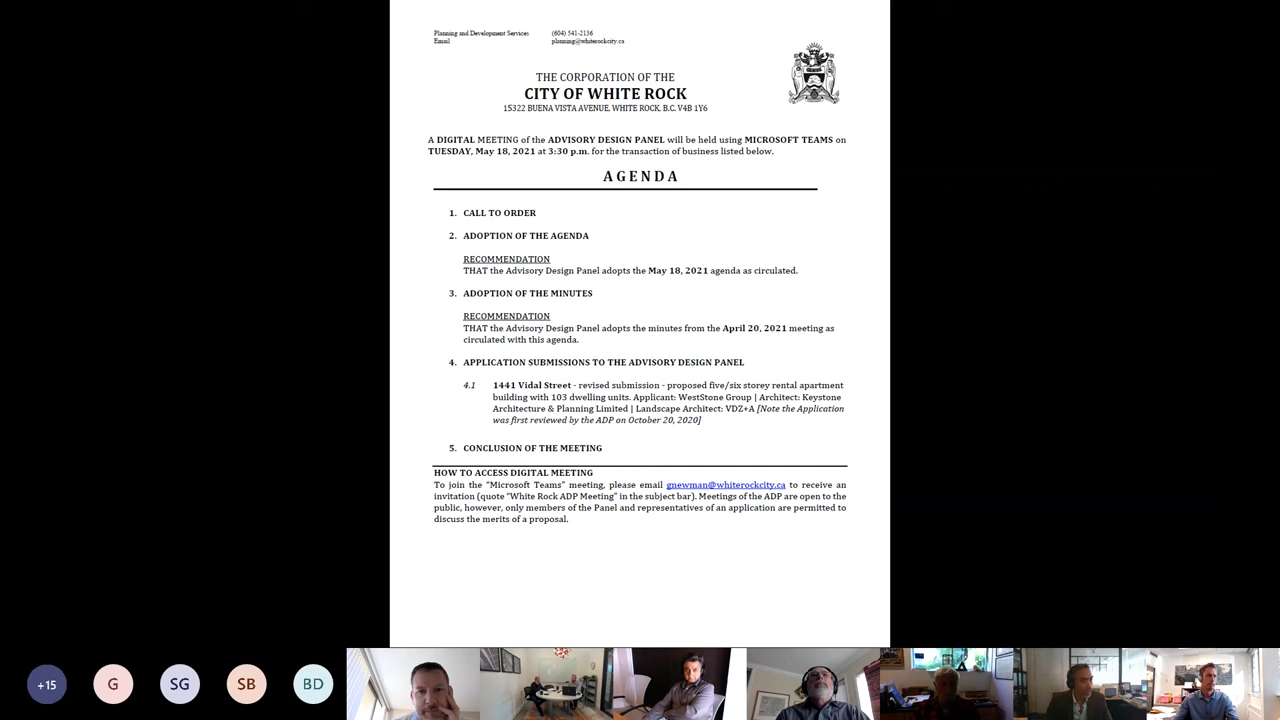 Planning and Development Services (604) 541-2136
Email planning@whiterockcity.ca
THE CORPORATION OF THE
CITY OF WHITE ROCK
15322 BUENA VISTA AVENUE, WHITE ROCK, B.C. V4B 1Y6
A DIGITAL MEETING of the ADVISORY DESIGN PANEL will be held using MICROSOFT TEAMS on
TUESDAY, May 18, 2021 at 3:30 p.m. for the transaction of business listed below.
AGENDA
1. CALL TO ORDER
2. ADOPTION OF THE AGENDA
RECOMMENDATION
THAT the Advisory Design Panel adopts the May 18, 2021 agenda as circulated.
3. ADOPTION OF THE MINUTES
RECOMMENDATION
THAT the Advisory Design Panel adopts the minutes from the April 20, 2021 meeting as
circulated with this agenda.
4. APPLICATION SUBMISSIONS TO THE ADVISORY DESIGN PANEL
4.1 1441 Vidal Street - revised submission - proposed five/six storey rental apartment
building with 103 dwelling units. Applicant: WestStone Group | Architect: Keystone
Architecture & Planning Limited | Landscape Architect: VDZ+A [Note the Application
was first reviewed by the ADP on October 20, 2020]
5. CONCLUSION OF THE MEETING
HOW TO ACCESS DIGITAL MEETING
To join the “Microsoft Teams” meeting, please email gnewman@whiterockcity.ca to receive an
invitation (quote “White Rock ADP Meeting” in the subject bar). Meetings of the ADP are open to the
public, however, only members of the Panel and representatives of an application are permitted to
discuss the merits of a proposal.
+15 G SG SB BD